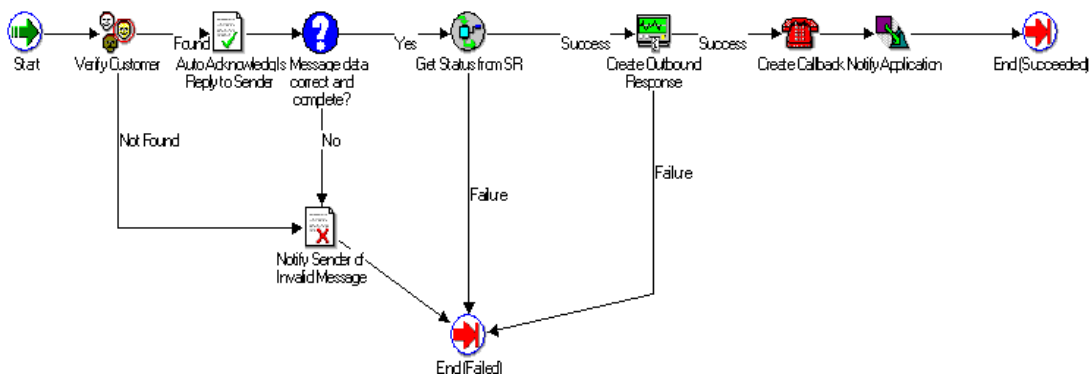 Found
Yes
Success
Success
Start
Verify Customer
Auto Acknowledg
Reply to Sender
Is Message data
correct and
complete?
Get Status from SR
Create Outbound
Response
Create Callback
Notify Application
End (Succeeded)
Not Found
No
Failure
Failure
Notify Sender of
Invalid Message
End (Failed)